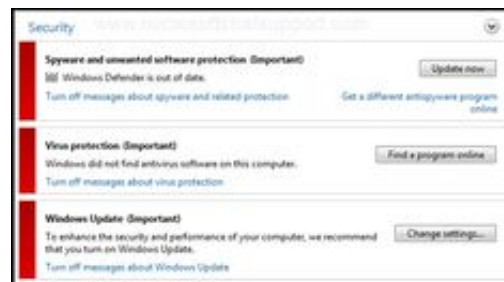 Security
Spyware and unwanted software protection (Important)
Windows Defender is out of date.
Update now
Turn off messages about spyware and related protection
Get a different antispyware program
online
Virus protection (Important)
Windows did not find antivirus software on this computer.
Find a program online
Turn off messages about virus protection
Windows Update (Important)
To enhance the security and performance of your computer, we recommend
that you turn on Windows Update.
Change settings...
Turn off messages about Windows Update